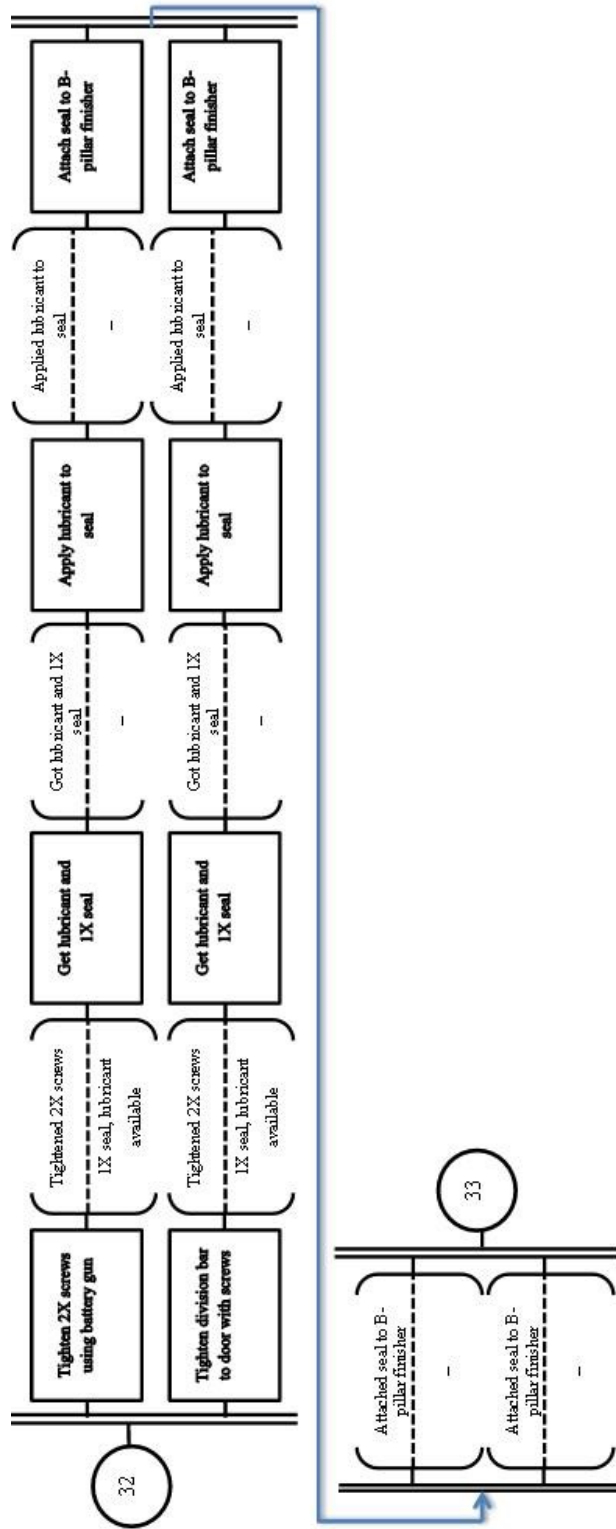 32
Tighten 2X screws
using battery gun
Tightened 2X screws
1X seal, lubricant
available
Get lubricant and
1X seal
Got lubricant and 1X
seal
–
Apply lubricant to
seal
Applied lubricant to
seal
–
Attach seal to B-
pillar finisher
Tighten division bar
to door with screws
Tightened 2X screws
1X seal, lubricant
available
Get lubricant and
1X seal
Got lubricant and 1X
seal
–
Apply lubricant to
seal
Applied lubricant to
seal
–
Attach seal to B-
pillar finisher
Attached seal to B-
pillar finisher
–
Attached seal to B-
pillar finisher
–
33